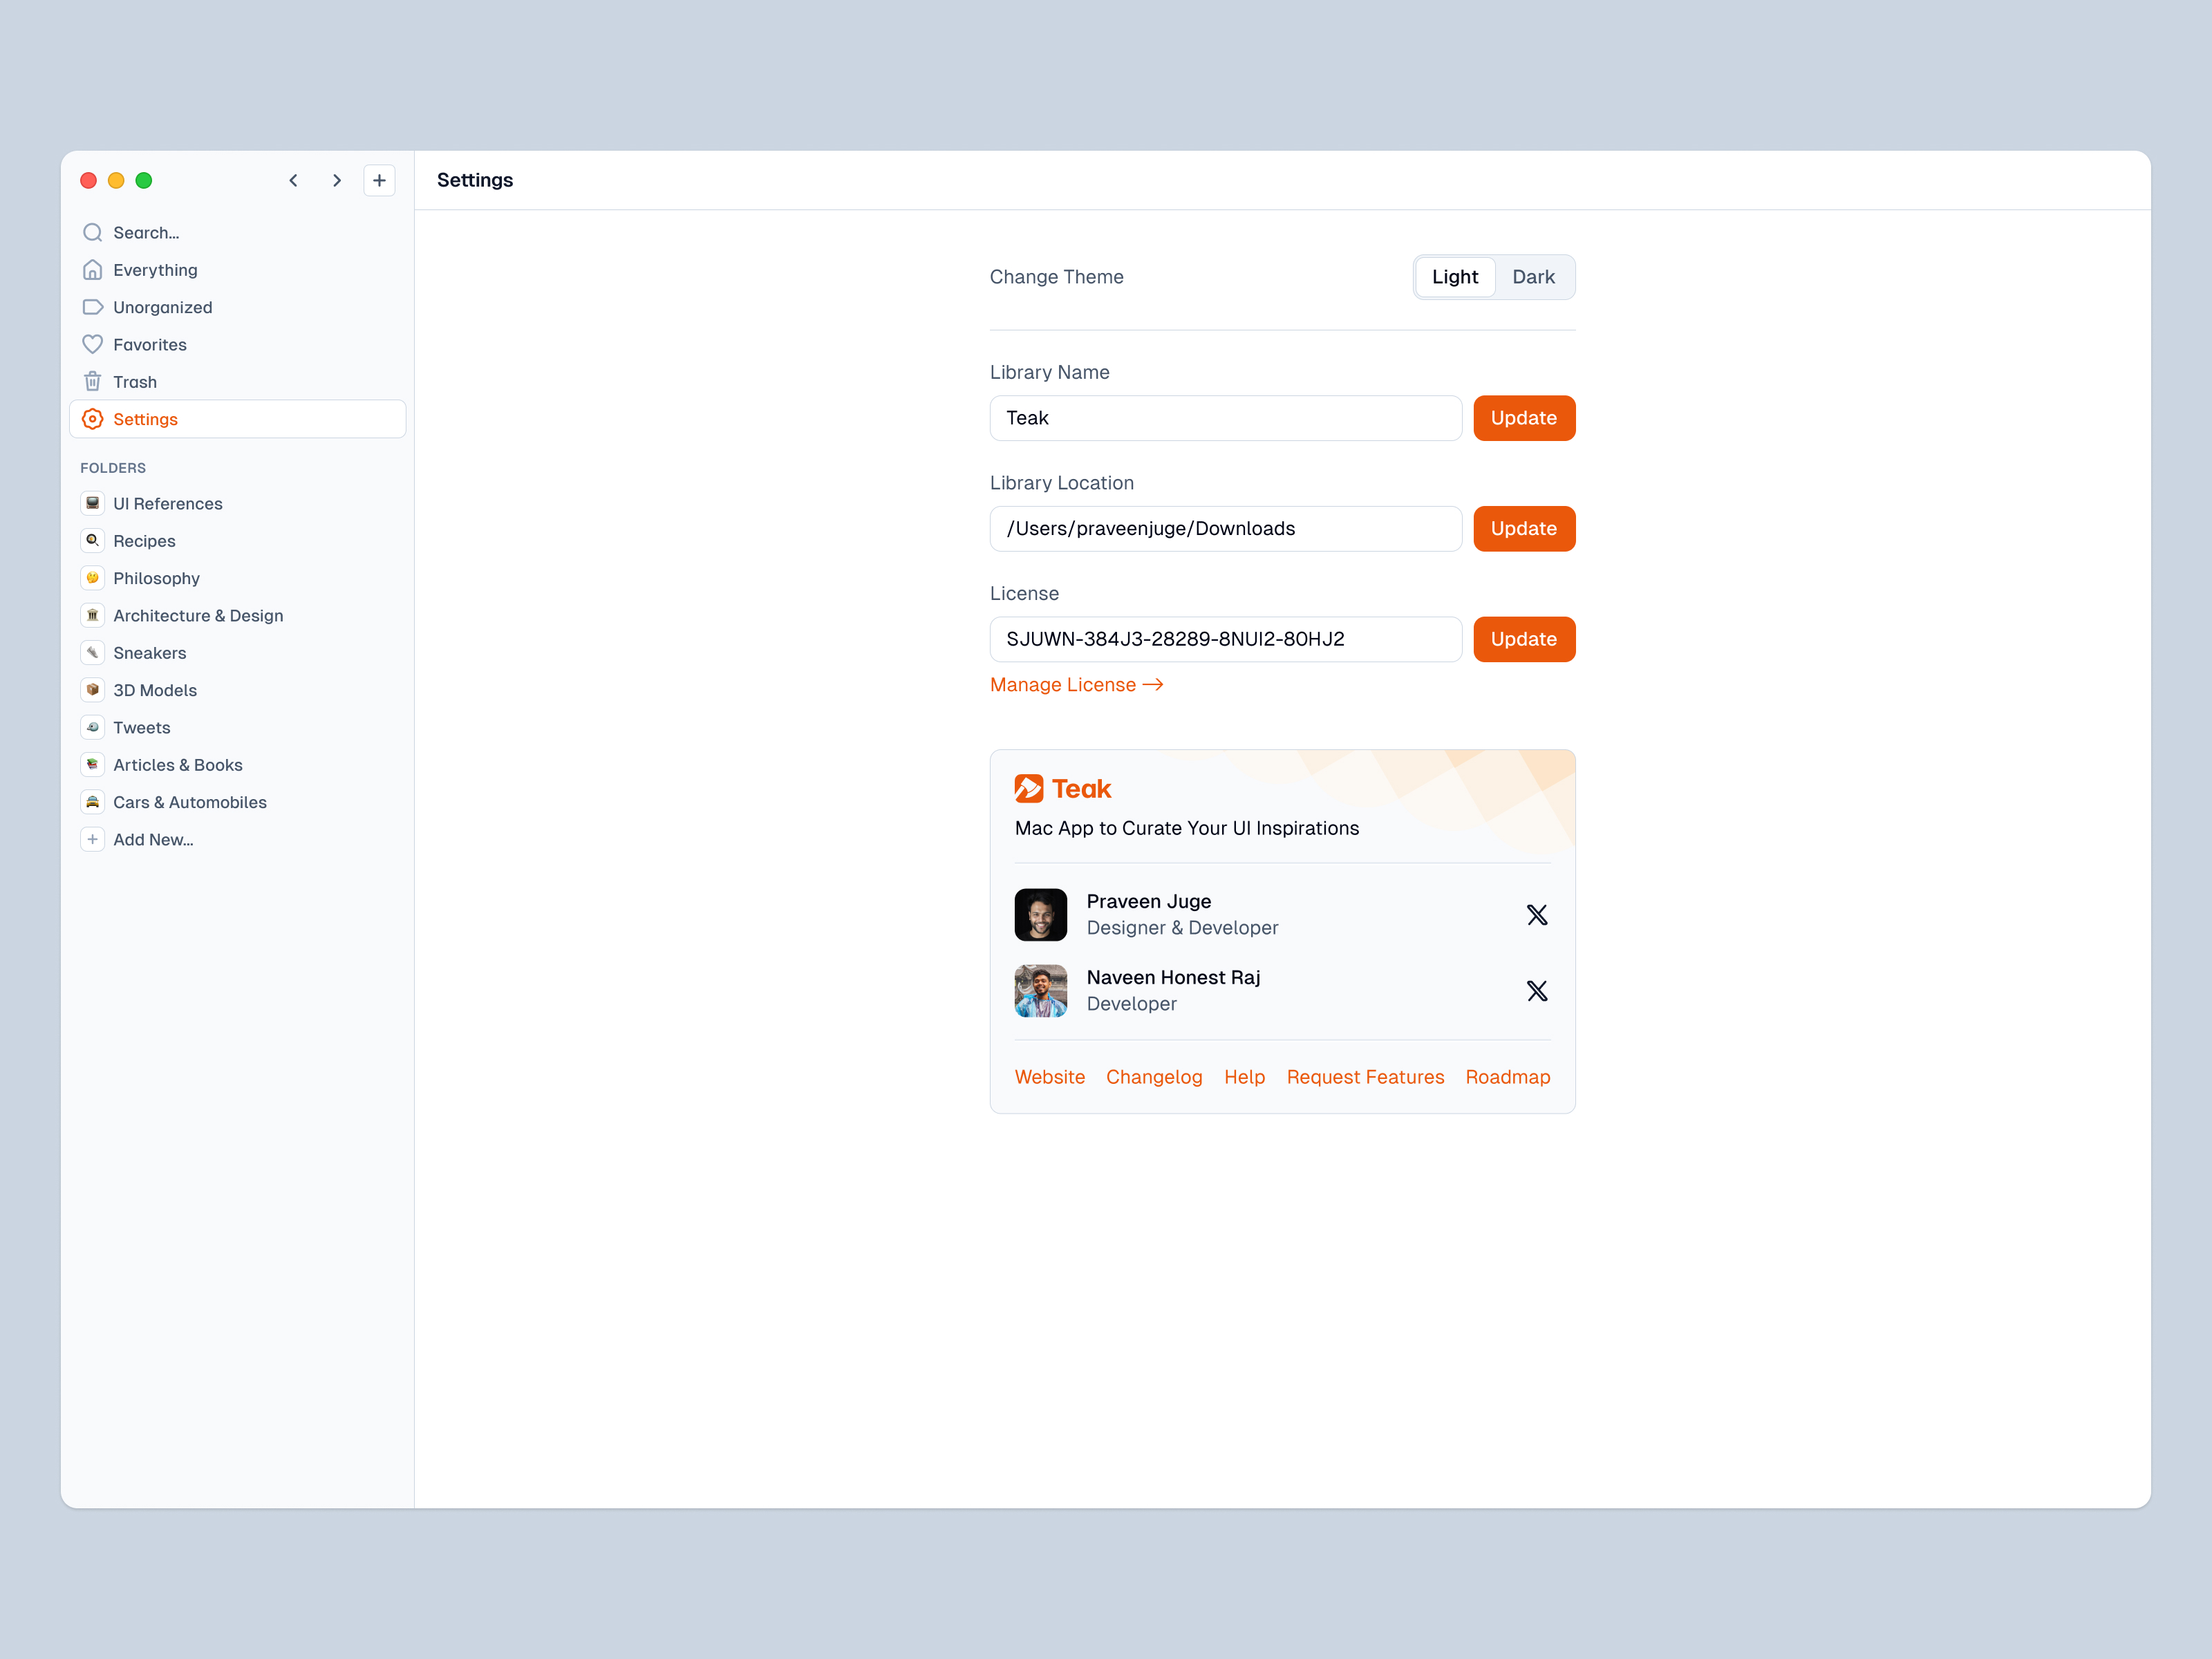 Settings
Search...
Everything
Unorganized
Favorites
Trash
Settings
FOLDERS
UI References
Recipes
Philosophy
Architecture & Design
Sneakers
3D Models
Tweets
Articles & Books
Cars & Automobiles
Add New...
Change Theme
Light Dark
Library Name
Teak Update
Library Location
/Users/praveenjuge/Downloads Update
License
SJUWN-384J3-28289-8NUI2-80HJ2 Update
Manage License →
Teak
Mac App to Curate Your UI Inspirations
Praveen Juge
Designer & Developer
Naveen Honest Raj
Developer
Website Changelog Help Request Features Roadmap